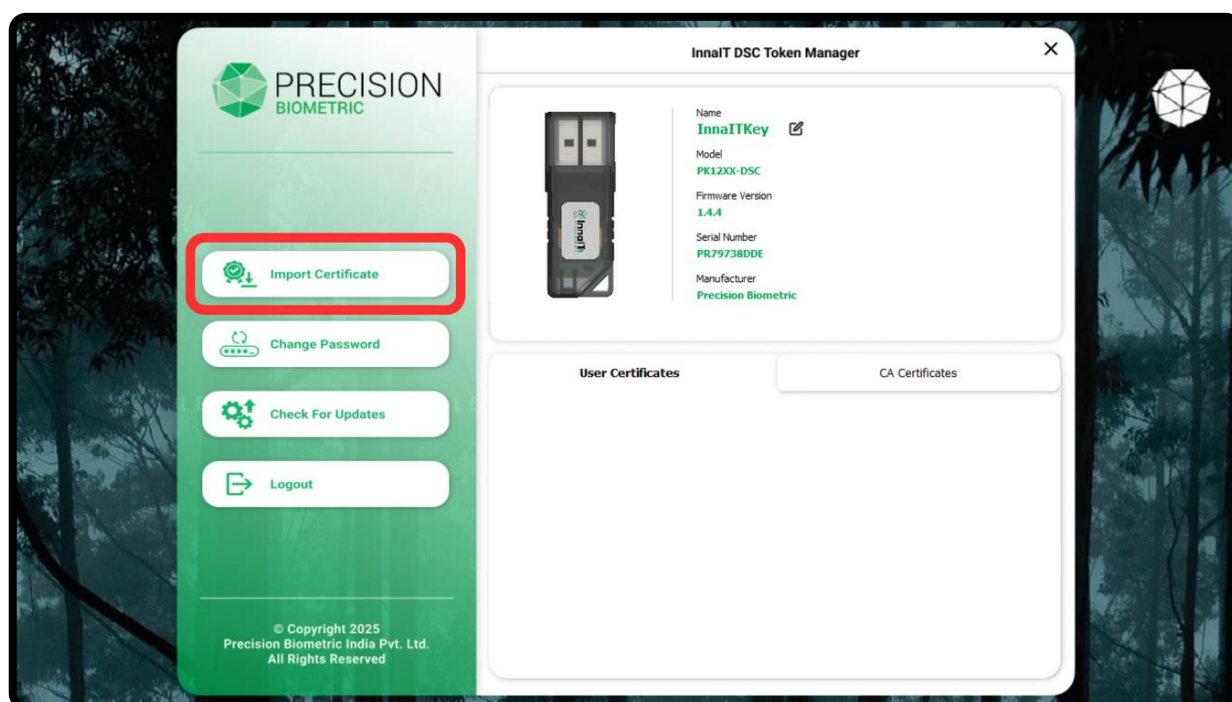 PRECISION
BIOMETRIC
Import Certificate
Change Password
Check For Updates
Logout
© Copyright 2025
Precision Biometric India Pvt. Ltd.
All Rights Reserved
InnaIT DSC Token Manager
InnaIT
Name
InnaITKey
Model
PK12XX-DSC
Firmware Version
1.4.4
Serial Number
PR79738DDE
Manufacturer
Precision Biometric
User Certificates
CA Certificates